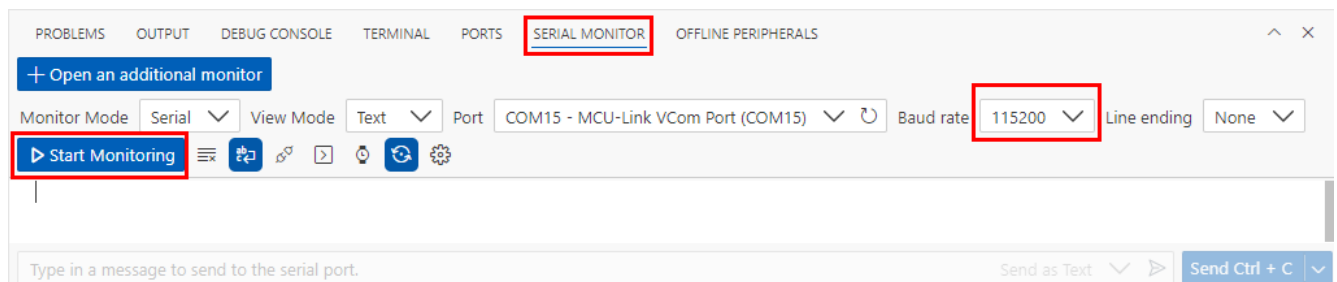 PROBLEMS OUTPUT DEBUG CONSOLE TERMINAL PORTS SERIAL MONITOR OFFLINE PERIPHERALS
+ Open an additional monitor
Monitor Mode Serial View Mode Text Port COM15 - MCU-Link VCom Port (COM15) Baud rate 115200 Line ending None
Start Monitoring
Type in a message to send to the serial port. Send as Text Send Ctrl + C